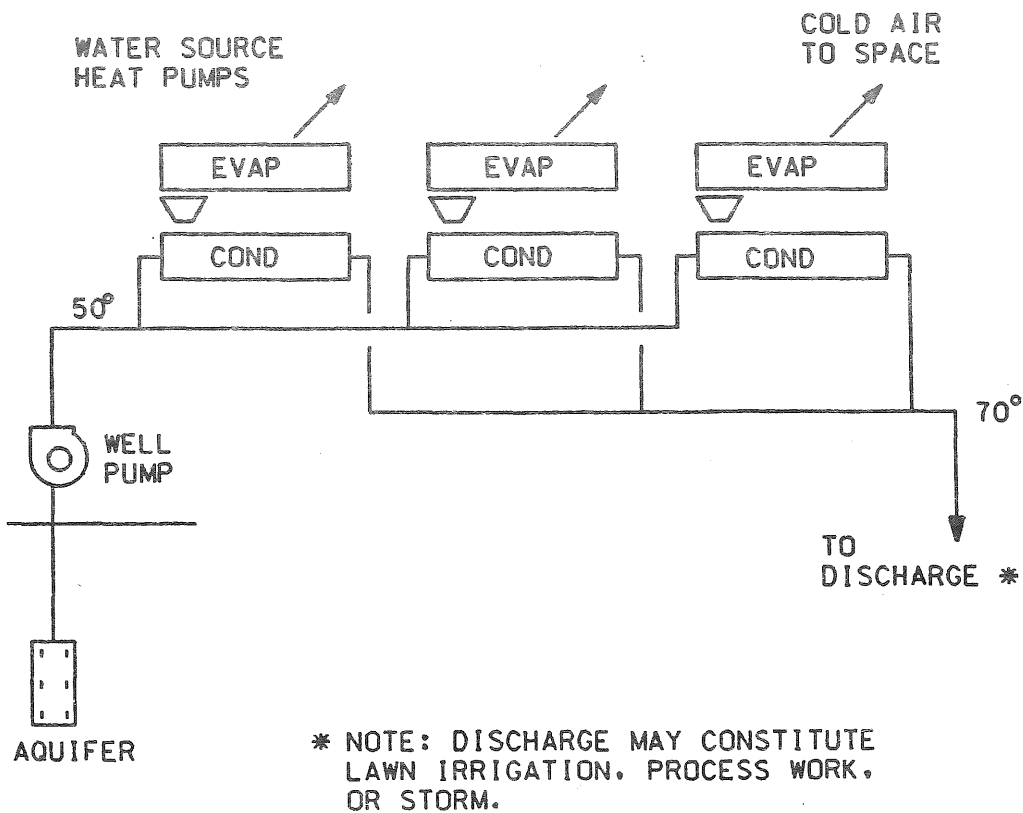 WATER SOURCE
HEAT PUMPS
COLD AIR
TO SPACE
EVAP
EVAP
EVAP
COND
COND
COND
50°
70°
WELL
PUMP
TO
DISCHARGE *
AQUIFER
* NOTE: DISCHARGE MAY CONSTITUTE
LAWN IRRIGATION. PROCESS WORK.
OR STORM.